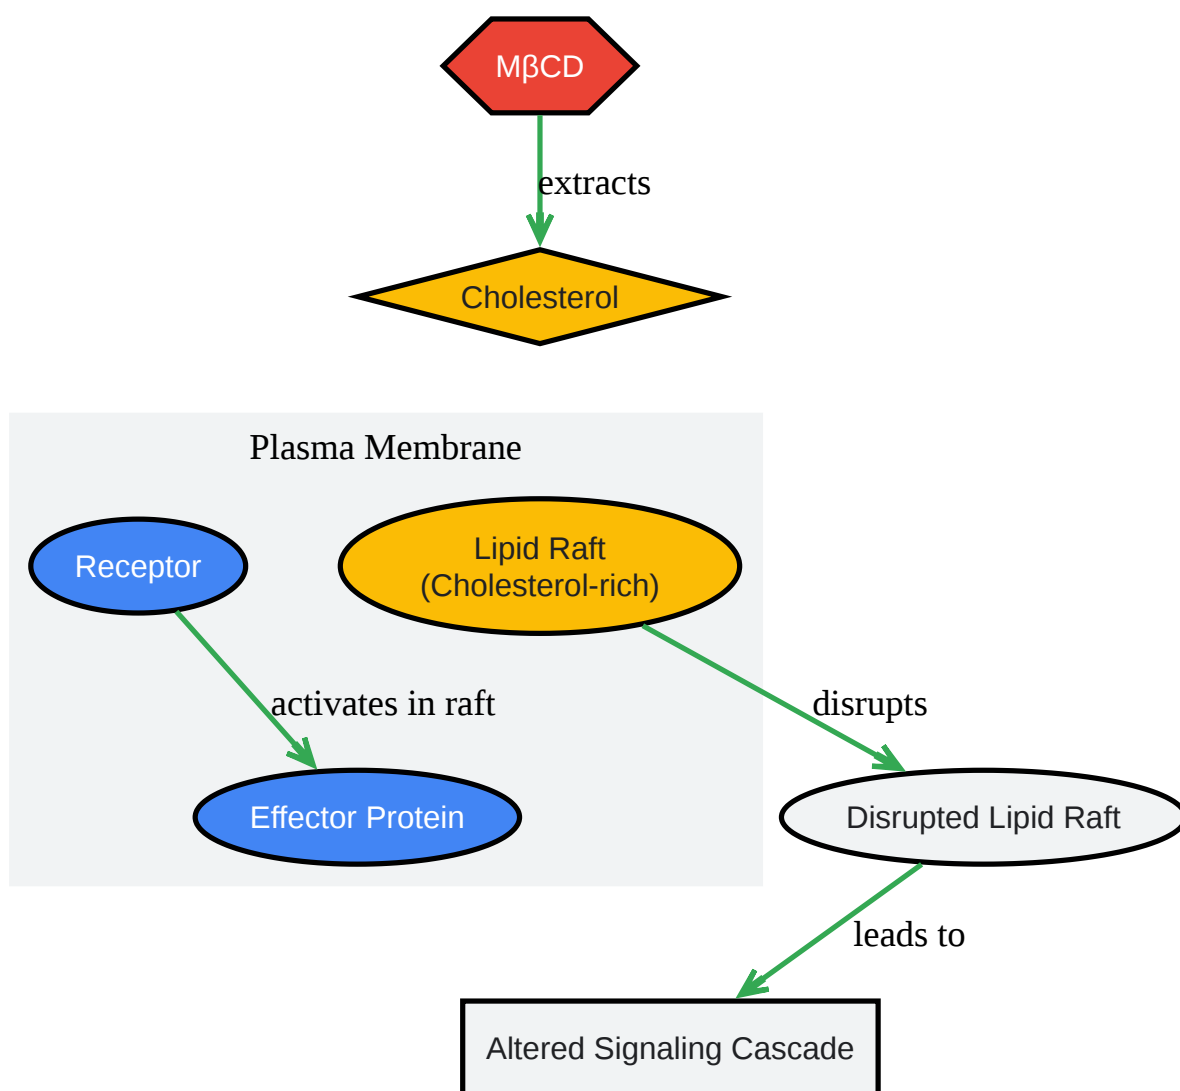 MβCD
extracts
Cholesterol
Plasma Membrane
Receptor
Lipid Raft
(Cholesterol-rich)
activates in raft
disrupts
Effector Protein
Disrupted Lipid Raft
leads to
Altered Signaling Cascade